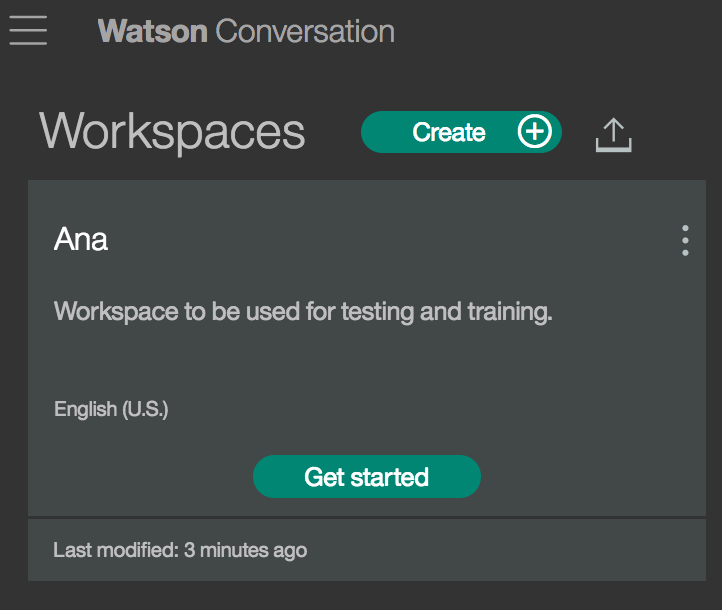 Watson Conversation
Workspaces
Create
Ana
Workspace to be used for testing and training.
English (U.S.)
Get started
Last modified: 3 minutes ago